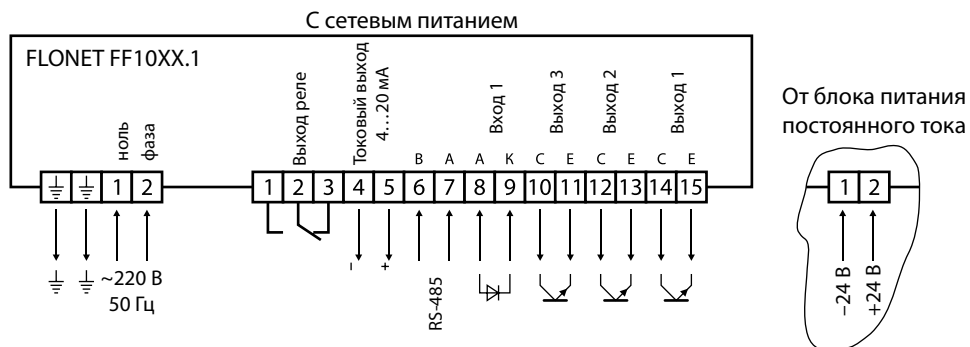 С сетевым питанием
FLONET FF10XX.1
ноль
фаза
Выход реле
Токовый выход
4…20 мА
Вход 1
Выход 3
Выход 2
Выход 1
B A A K C E C E C E
1 2
1 2 3 4 5 6 7 8 9 10 11 12 13 14 15
~220 В
50 Гц
–
+
RS-485
От блока питания
постоянного тока
1 2
–24 В
+24 В